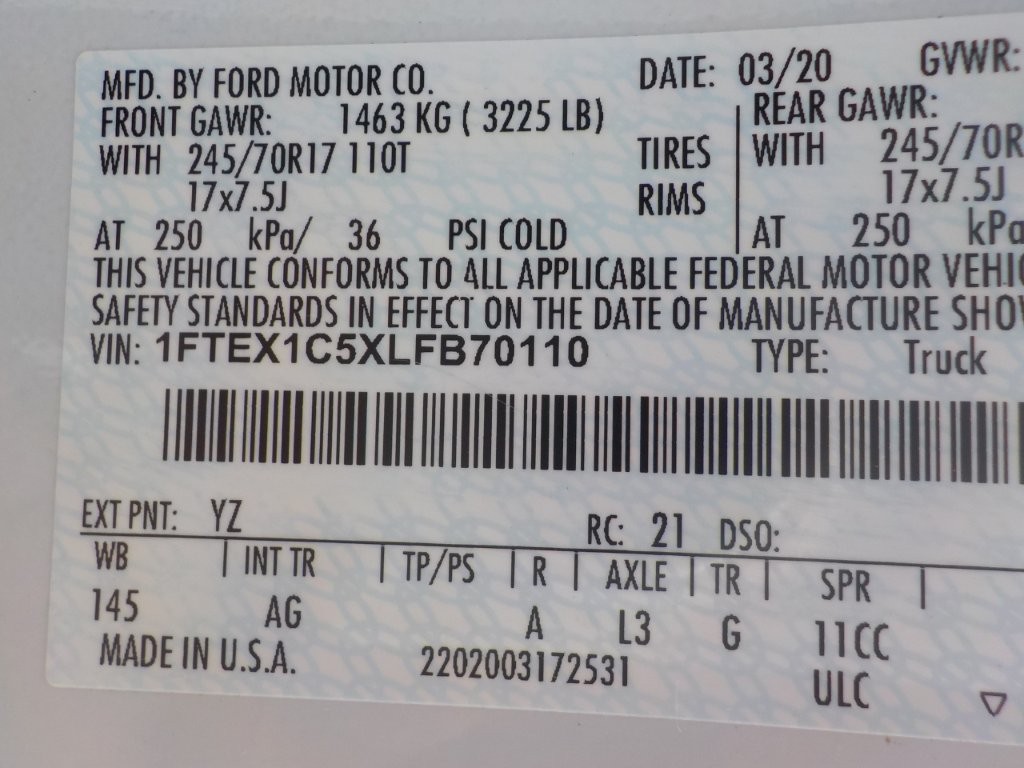 MFD. BY FORD MOTOR CO. DATE: 03/20 GVWR:
FRONT GAWR: 1463 KG ( 3225 LB) REAR GAWR:
WITH 245/70R17 110T TIRES WITH 245/70R
17x7.5J RIMS 17x7.5J
AT 250 kPa/ 36 PSI COLD AT 250 kPa
THIS VEHICLE CONFORMS TO ALL APPLICABLE FEDERAL MOTOR VEHIC
SAFETY STANDARDS IN EFFECT ON THE DATE OF MANUFACTURE SHOW
VIN: 1FTEX1C5XLFB70110 TYPE: Truck
EXT PNT: YZ RC: 21 DSO:
WB | INT TR | TP/PS | R | AXLE | TR | SPR |
145 AG A L3 G 11CC
MADE IN U.S.A. 2202003172531 ULC